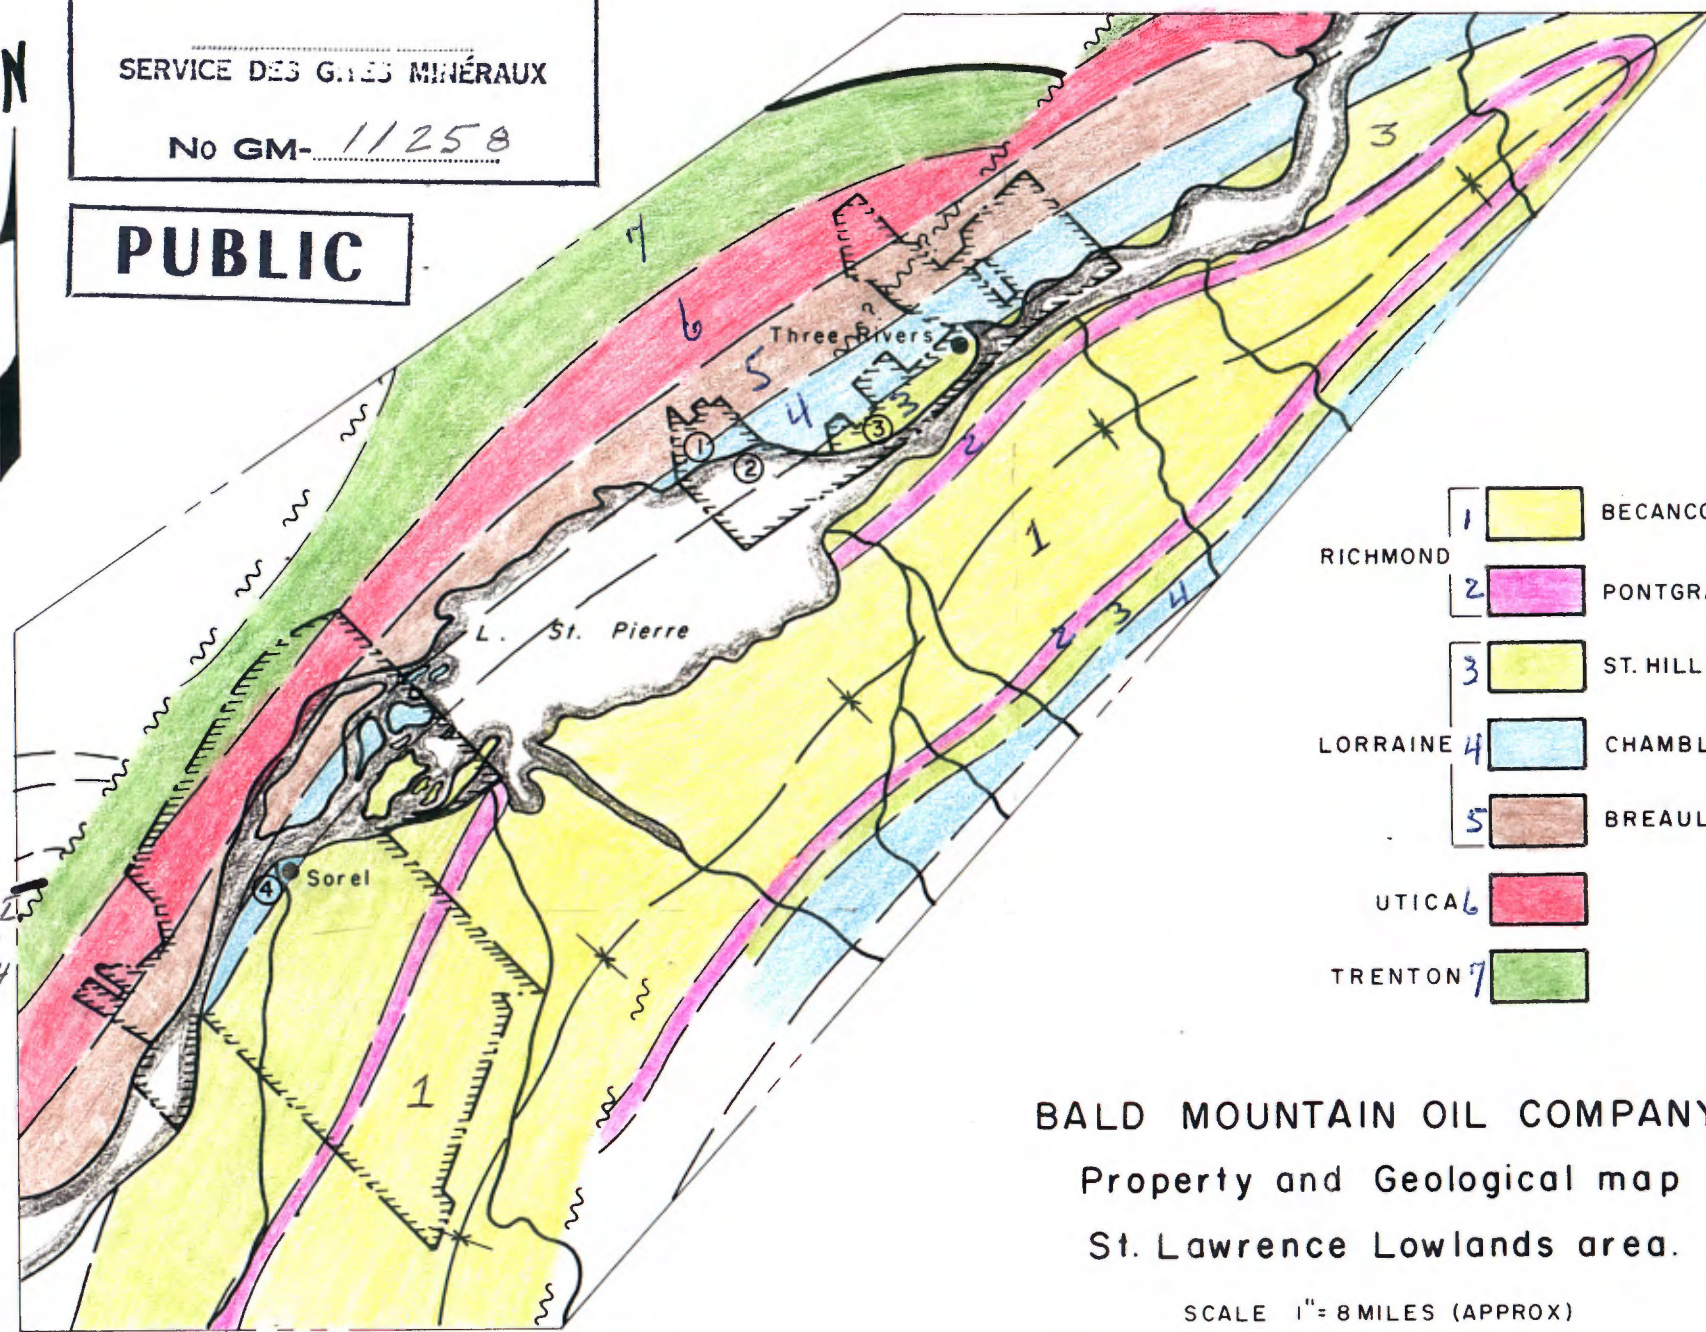 N
SERVICE DES GITES MINÉRAUX
No GM- 11258
PUBLIC
7
6
5
4
3
3
Three Rivers
?
1
2
3
2
1
L. St. Pierre
2
3
4
4
Sorel
1
RICHMOND
1 BECANCO
2 PONTGRA
LORRAINE
3 ST. HILL
4 CHAMBL
5 BREAUL
UTICA 6
TRENTON 7
BALD MOUNTAIN OIL COMPANY
Property and Geological map
St. Lawrence Lowlands area.
SCALE 1"= 8 MILES (APPROX)